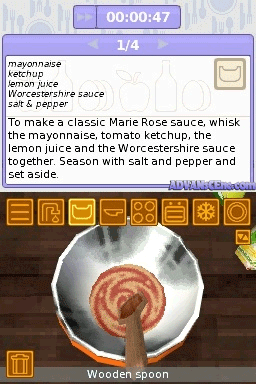 00:00:47
1/4
mayonnaise
ketchup
lemon juice
Worcestershire sauce
salt & pepper
To make a classic Marie Rose sauce, whisk
the mayonnaise, tomato ketchup, the
lemon juice and the Worcestershire sauce
together. Season with salt and pepper and
set aside.
ADVANSCEne.com
Wooden spoon